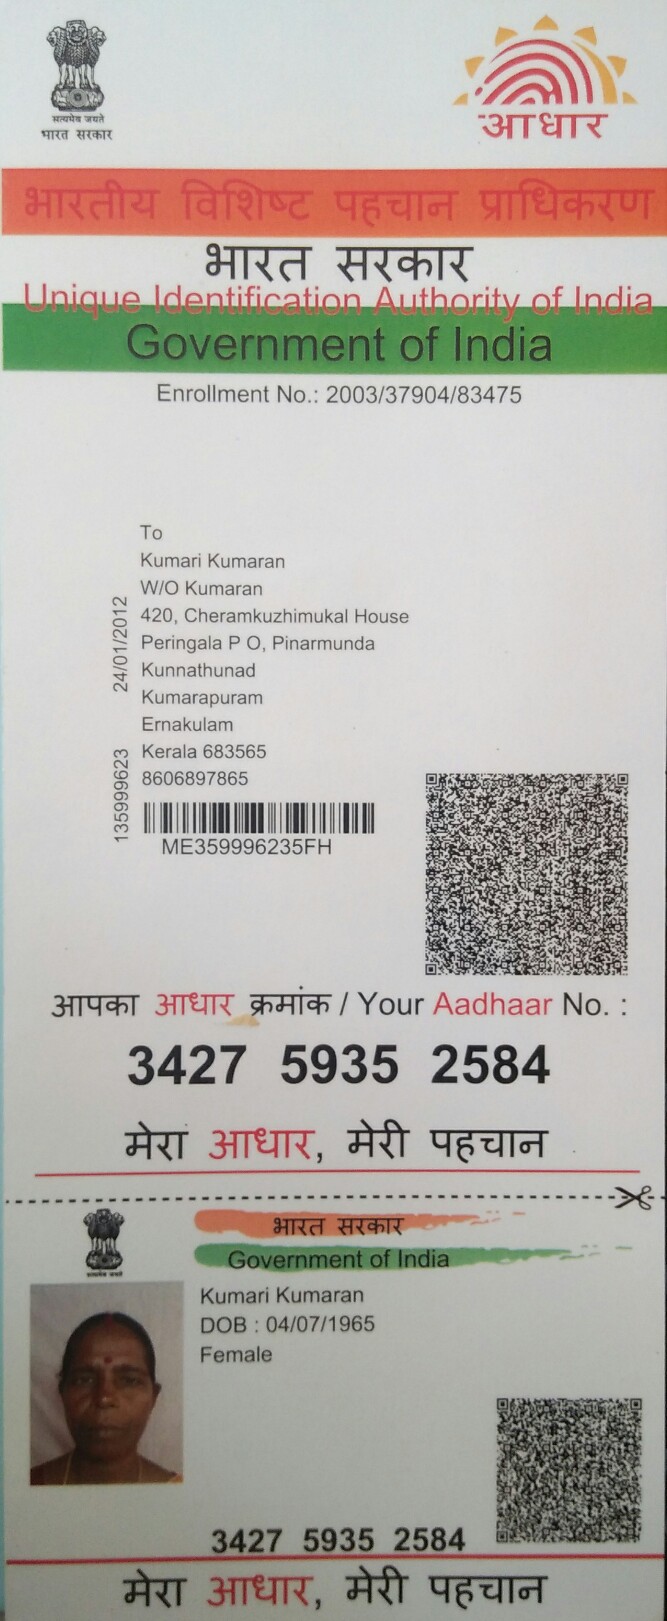 सत्यमेव जयते
भारत सरकार
आधार
भारतीय विशिष्ट पहचान प्राधिकरण
भारत सरकार
Unique Identification Authority of India
Government of India
Enrollment No.: 2003/37904/83475
To
Kumari Kumaran
W/O Kumaran
420, Cheramkuzhimukal House
Peringala P O, Pinarmunda
Kunnathunad
Kumarapuram
Ernakulam
Kerala 683565
8606897865
24/01/2012
135999623
ME359996235FH
आपका आधार क्रमांक / Your Aadhaar No. :
3427 5935 2584
मेरा आधार, मेरी पहचान
सत्यमेव जयते
भारत सरकार
Government of India
Kumari Kumaran
DOB : 04/07/1965
Female
3427 5935 2584
मेरा आधार, मेरी पहचान